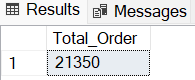 Results Messages
Total_Order
1 21350